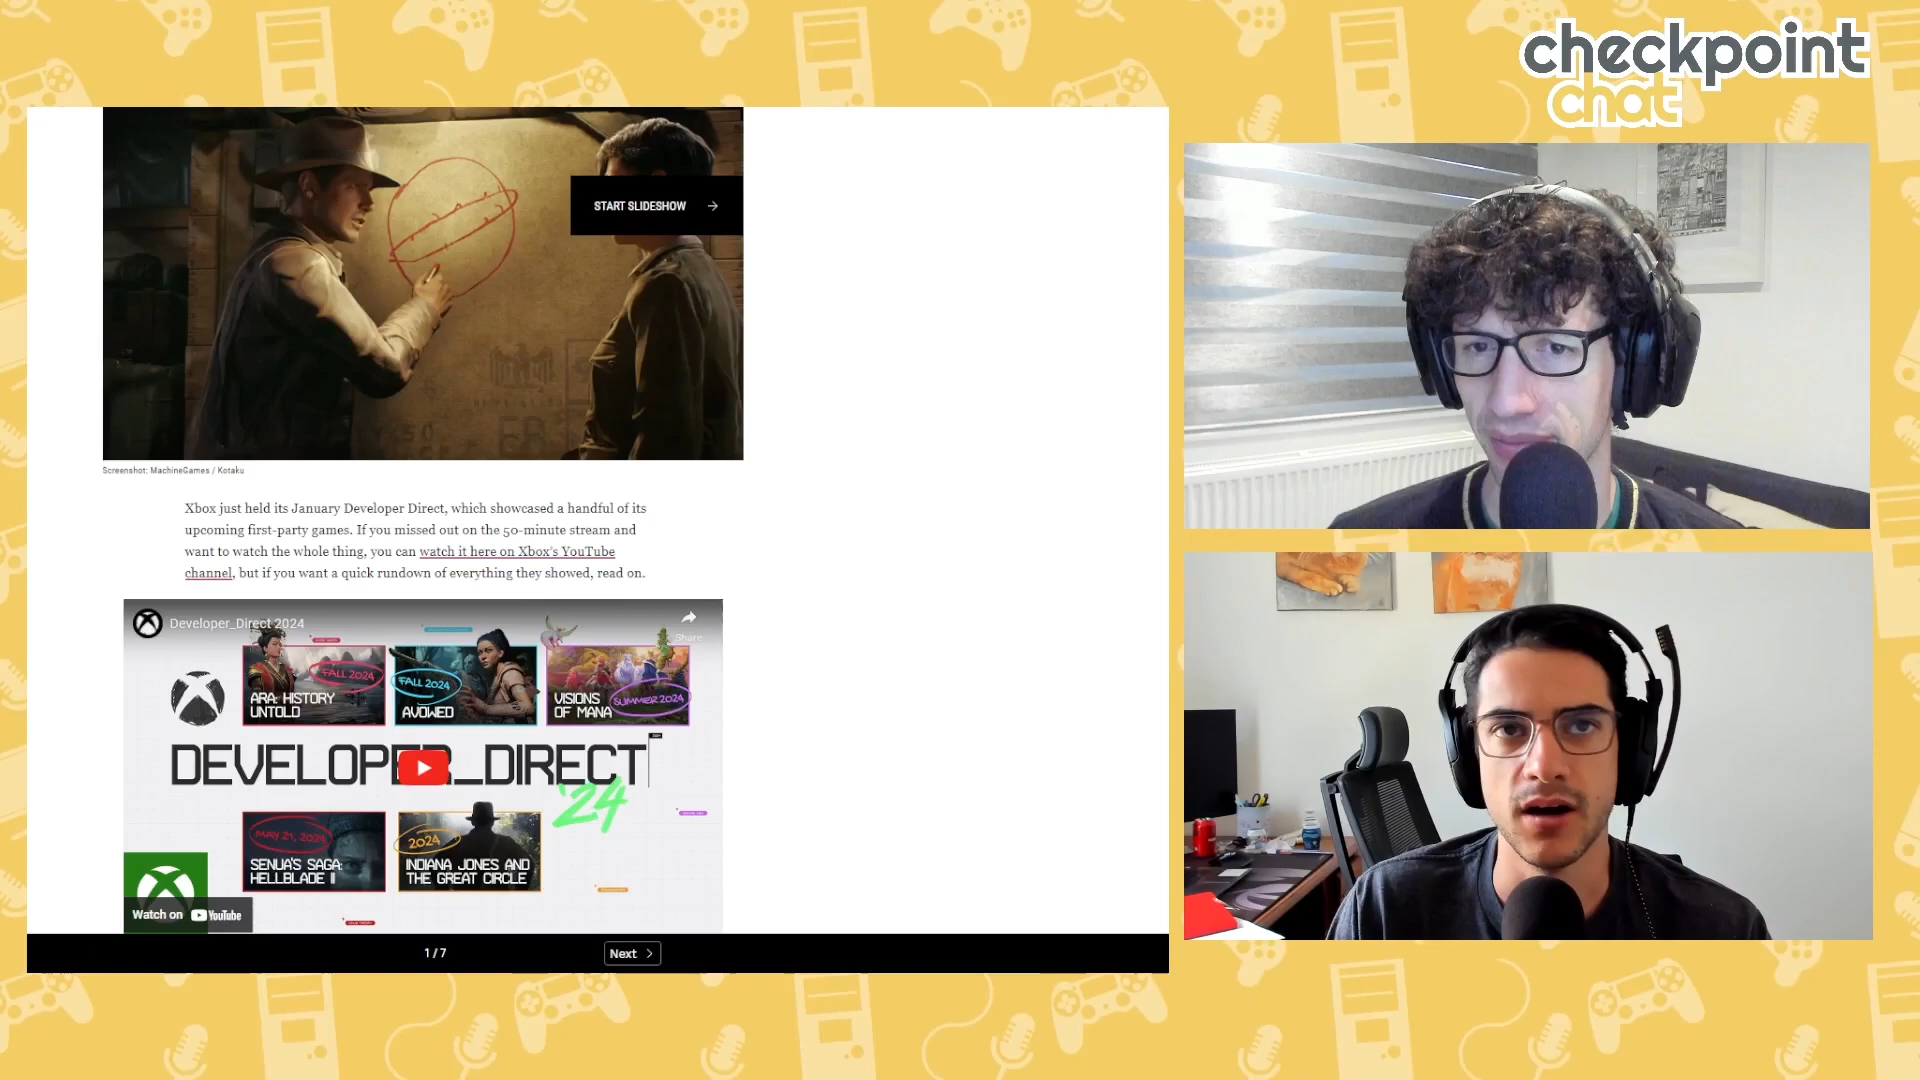 checkpoint
chat
START SLIDESHOW
Screenshot: MachineGames / Kotaku
Xbox just held its January Developer Direct, which showcased a handful of its
upcoming first-party games. If you missed out on the 50-minute stream and
want to watch the whole thing, you can watch it here on Xbox's YouTube
channel, but if you want a quick rundown of everything they showed, read on.
Developer_Direct 2024
Share
FALL 2024
ARA: HISTORY
UNTOLD
FALL 2024
AVOWED
VISIONS
OF MANA
SUMMER 2024
DEVELOPER_DIRECT
'24
MAY 21, 2024
SENUA'S SAGA:
HELLBLADE II
2024
INDIANA JONES AND
THE GREAT CIRCLE
Watch on YouTube
1 / 7
Next